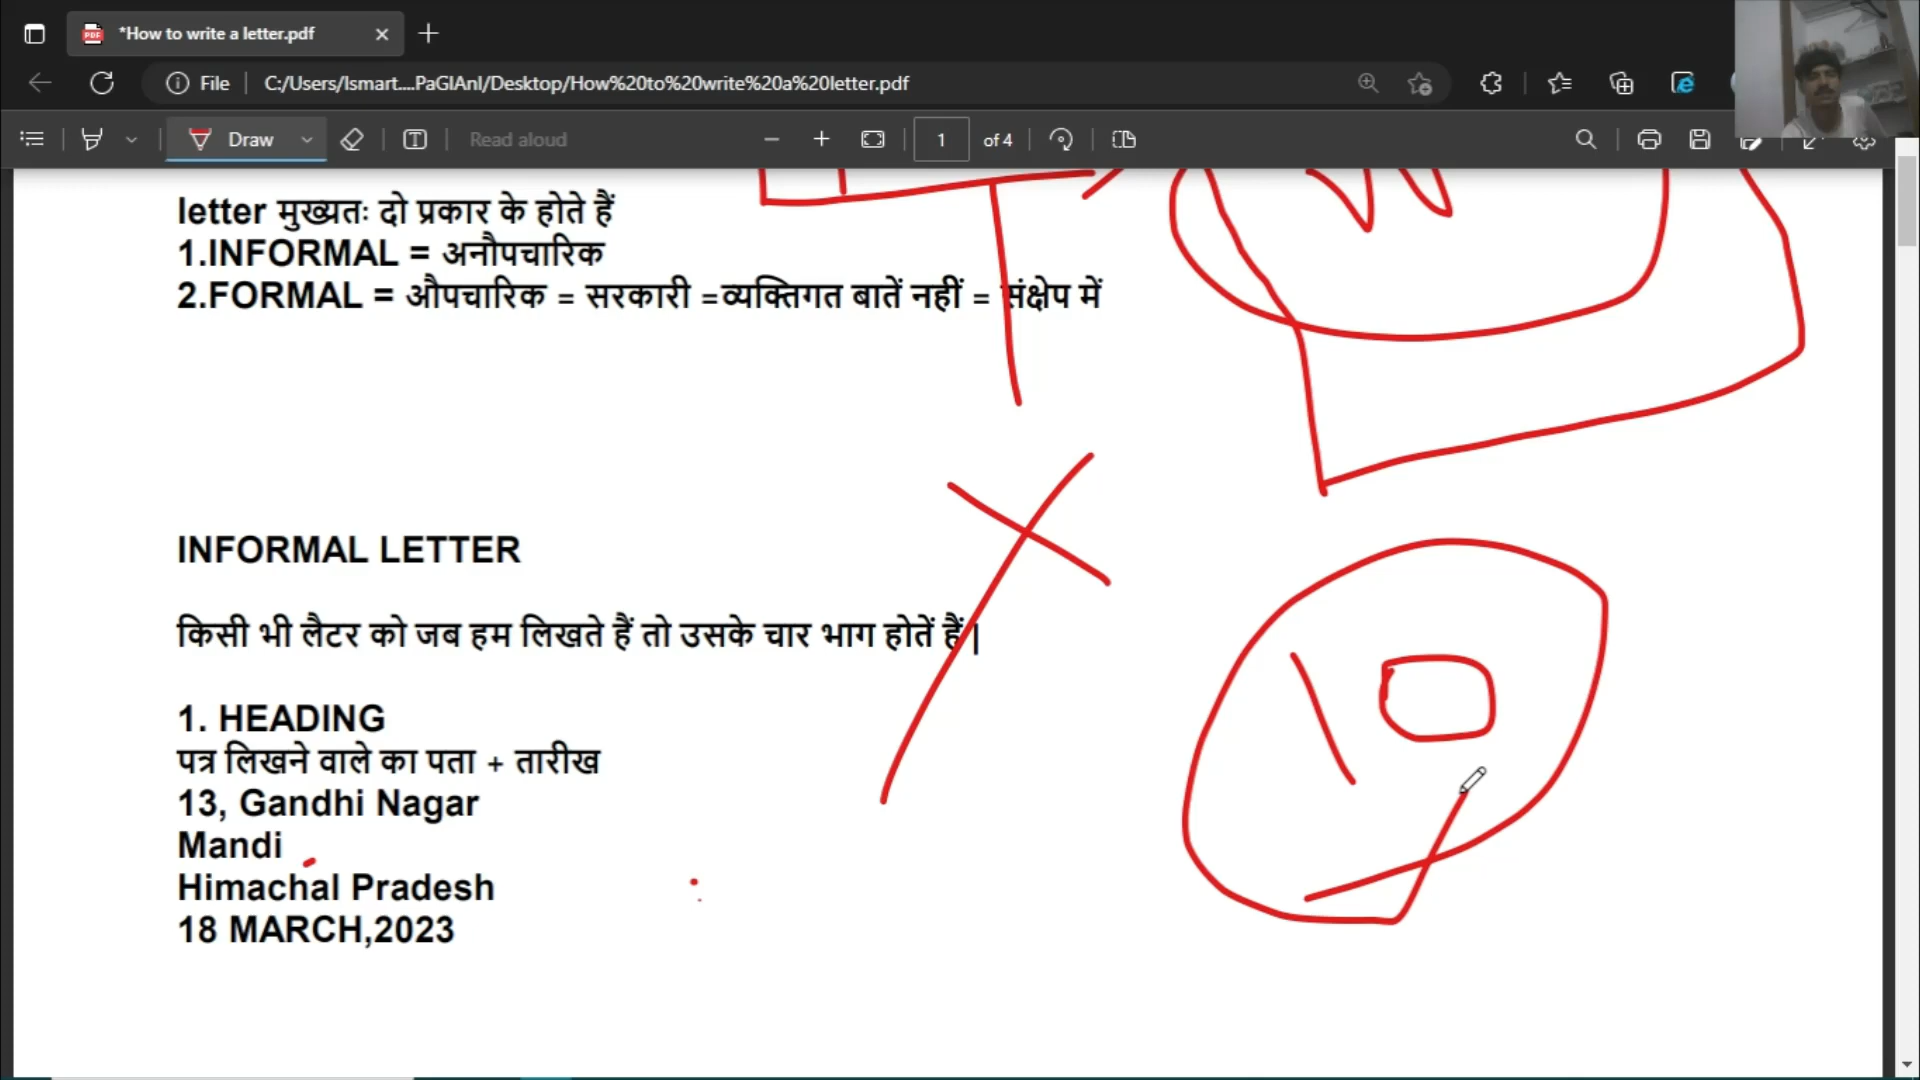 *How to write a letter.pdf
File
C:/Users/Ismart....PaGIAnI/Desktop/How%20to%20write%20a%20letter.pdf
Draw
Read aloud
1 of 4
letter मुख्यतः दो प्रकार के होते हैं
1.INFORMAL = अनौपचारिक
2.FORMAL = औपचारिक = सरकारी =व्यक्तिगत बातें नहीं = संक्षेप में
INFORMAL LETTER
किसी भी लैटर को जब हम लिखते हैं तो उसके चार भाग होतें हैं|
1. HEADING
पत्र लिखने वाले का पता + तारीख
13, Gandhi Nagar
Mandi
Himachal Pradesh
18 MARCH,2023